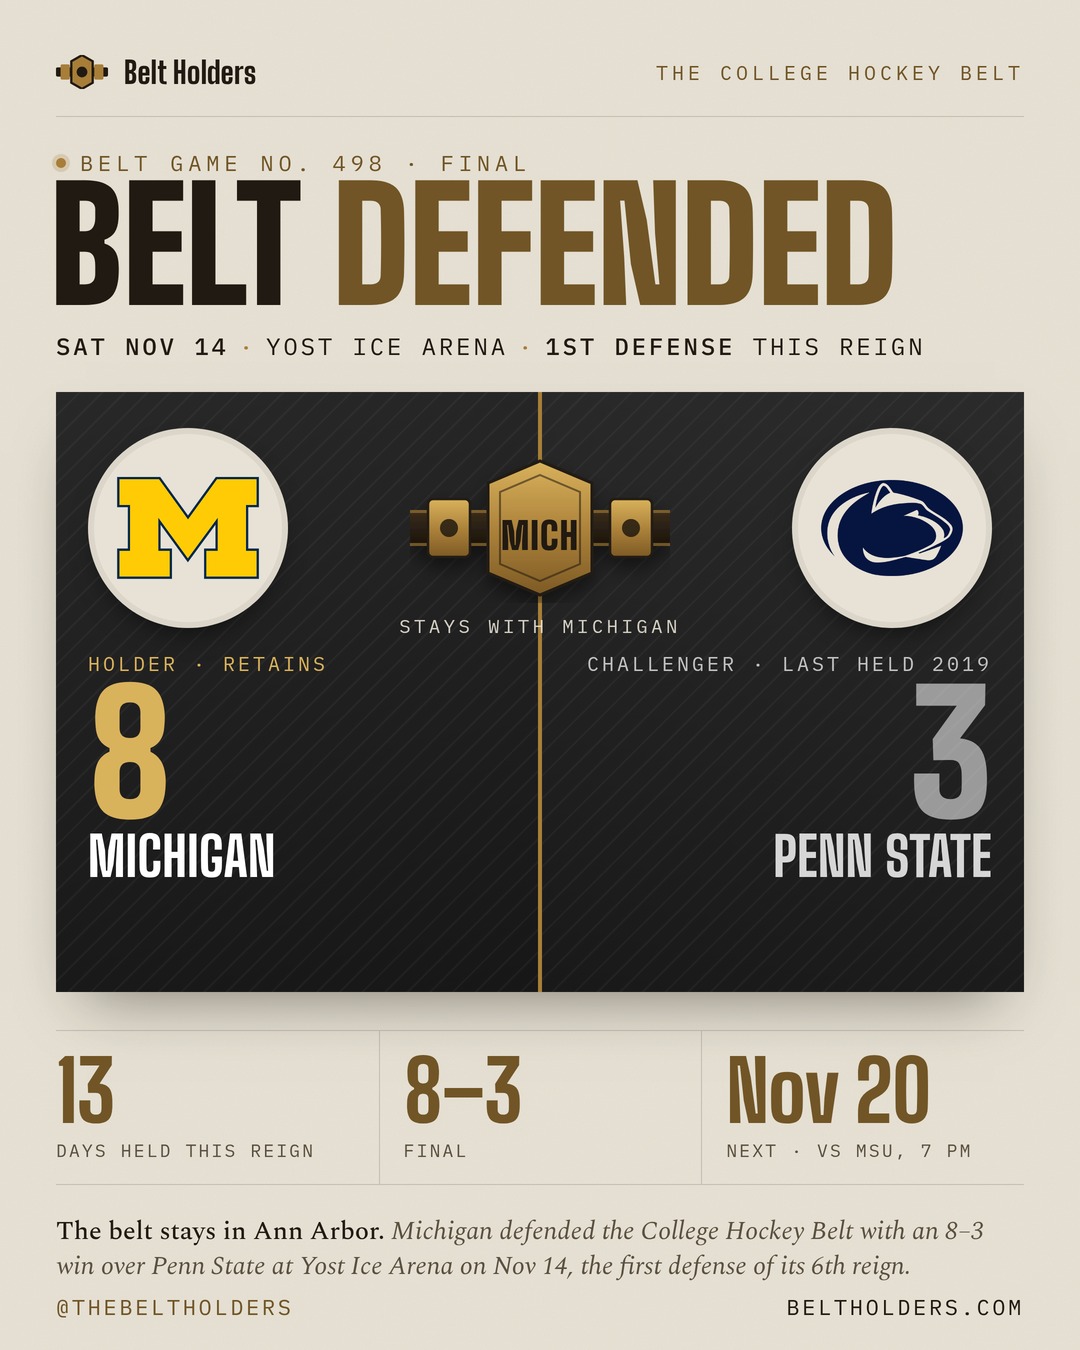 Belt Holders
THE COLLEGE HOCKEY BELT
BELT GAME NO. 498 · FINAL
BELT DEFENDED
SAT NOV 14 · YOST ICE ARENA · 1ST DEFENSE THIS REIGN
M
MICH
STAYS WITH MICHIGAN
HOLDER · RETAINS
8
MICHIGAN
CHALLENGER · LAST HELD 2019
3
PENN STATE
13
DAYS HELD THIS REIGN
8–3
FINAL
Nov 20
NEXT · VS MSU, 7 PM
The belt stays in Ann Arbor. Michigan defended the College Hockey Belt with an 8–3
win over Penn State at Yost Ice Arena on Nov 14, the first defense of its 6th reign.
@THEBELTHOLDERS
BELTHOLDERS.COM